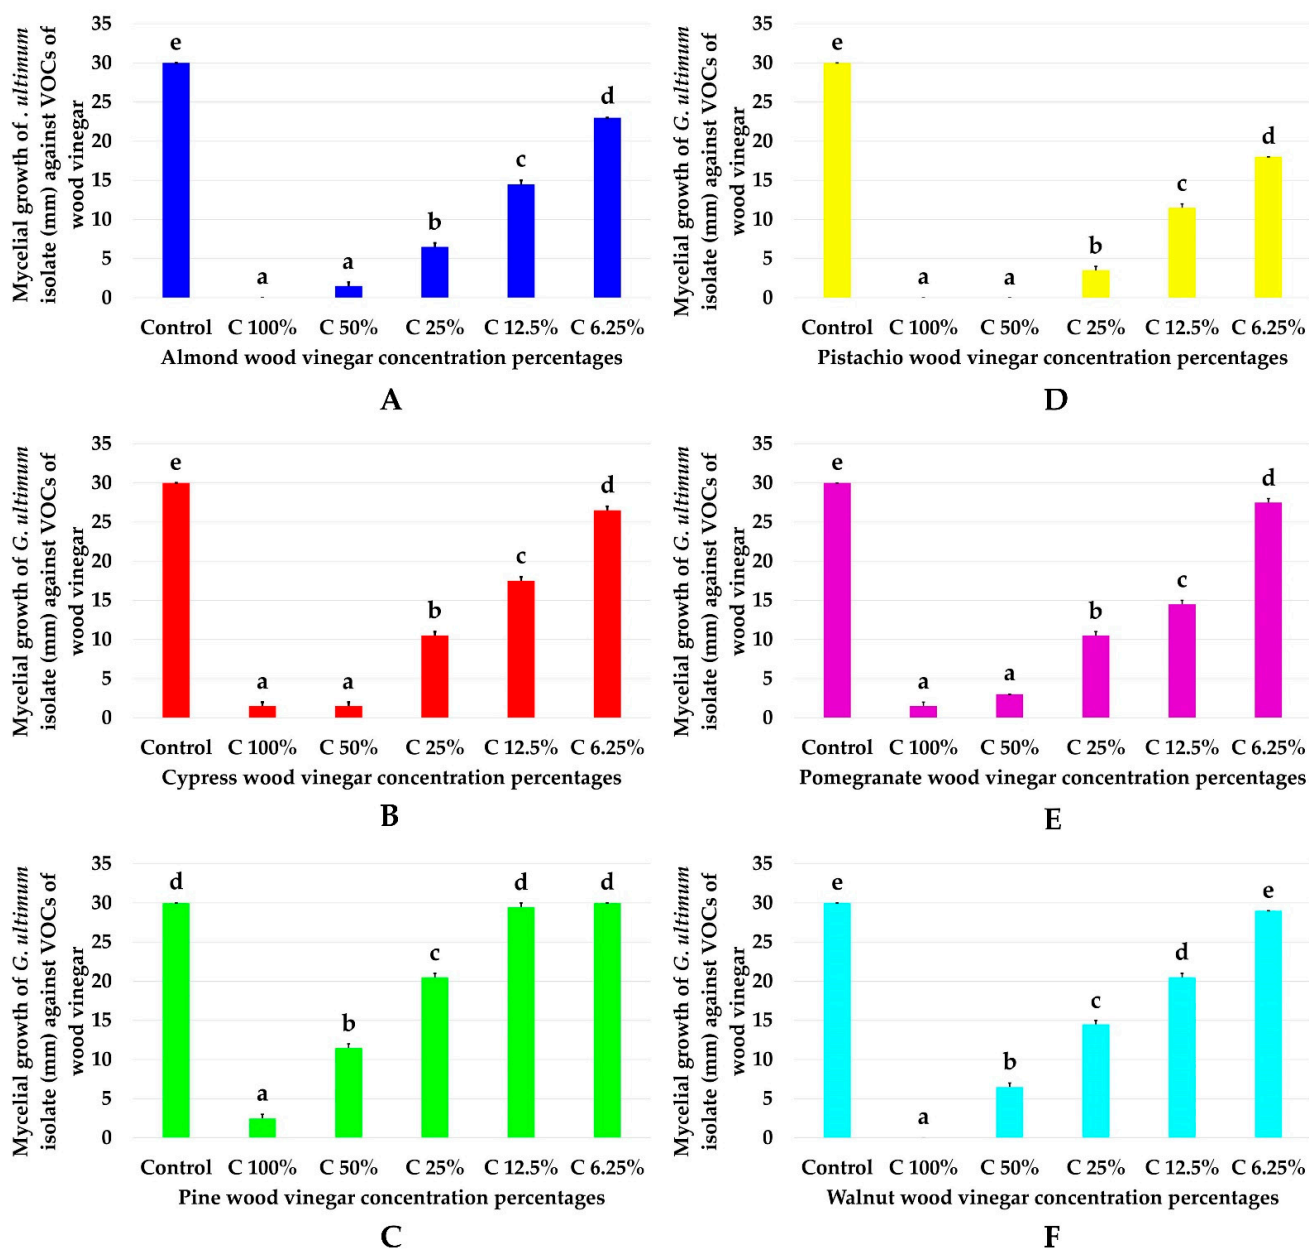 Mycelial growth of . ultimum
isolate (mm) against VOCs of
wood vinegar
35
30
25
20
15
10
5
0
e
a
a
b
c
d
Control C 100% C 50% C 25% C 12.5% C 6.25%
Almond wood vinegar concentration percentages
A
Mycelial growth of G. ultimum
isolate (mm) against VOCs of
wood vinegar
35
30
25
20
15
10
5
0
e
a
a
b
c
d
Control C 100% C 50% C 25% C 12.5% C 6.25%
Pistachio wood vinegar concentration percentages
D
Mycelial growth of G. ultimum
isolate (mm) against VOCs of
wood vinegar
35
30
25
20
15
10
5
0
e
a
a
b
c
d
Control C 100% C 50% C 25% C 12.5% C 6.25%
Cypress wood vinegar concentration percentages
B
Mycelial growth of G. ultimum
isolate (mm) against VOCs of
wood vinegar
35
30
25
20
15
10
5
0
e
a
a
b
c
d
Control C 100% C 50% C 25% C 12.5% C 6.25%
Pomegranate wood vinegar concentration percentages
E
Mycelial growth of G. ultimum
isolate (mm) against VOCs of
wood vinegar
35
30
25
20
15
10
5
0
d
a
b
c
d
d
Control C 100% C 50% C 25% C 12.5% C 6.25%
Pine wood vinegar concentration percentages
C
Mycelial growth of G. ultimum
isolate (mm) against VOCs of
wood vinegar
35
30
25
20
15
10
5
0
e
a
b
c
d
e
Control C 100% C 50% C 25% C 12.5% C 6.25%
Walnut wood vinegar concentration percentages
F